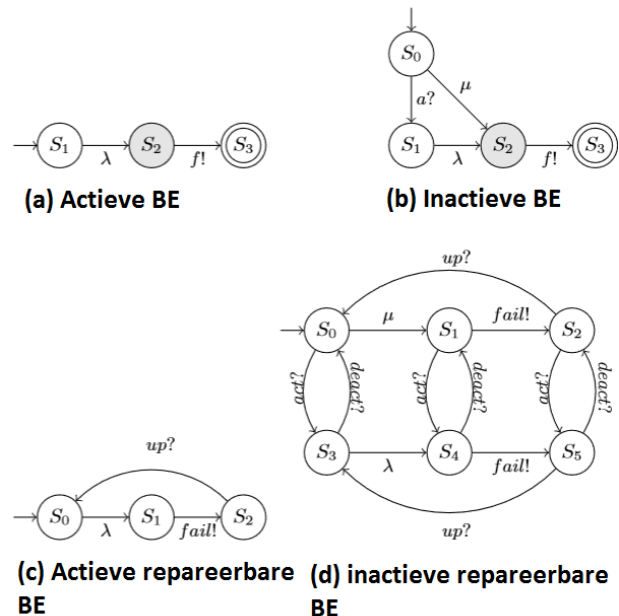 S0
a?
μ
S1
λ
S2
f!
S3
S1
λ
S2
f!
S3
(a) Actieve BE
(b) Inactieve BE
up?
S0
μ
S1
fail!
S2
act?
deact?
act?
deact?
act?
deact?
S3
λ
S4
fail!
S5
up?
up?
S0
λ
S1
fail!
S2
(c) Actieve repareerbare
BE
(d) inactieve repareerbare
BE